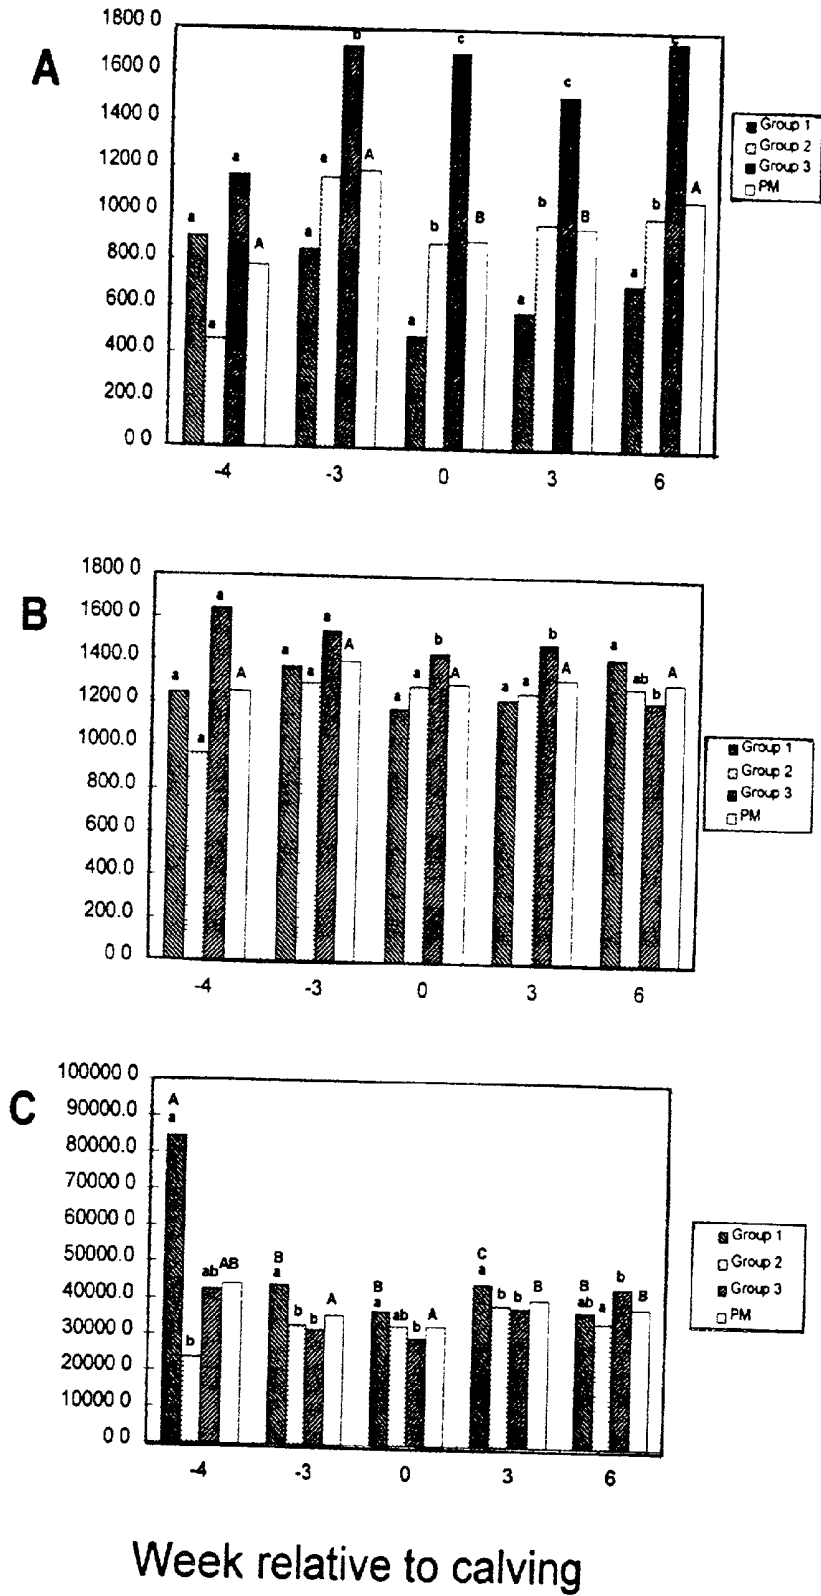 A
1800 0
1600 0
1400 0
1200 0
1000 0
800.0
600.0
400.0
200.0
0 0
a
a
a
A
a
a
b
A
a
b
c
B
a
b
c
B
a
b
c
A
-4
-3
0
3
6
Group 1
Group 2
Group 3
PM
B
1800 0
1600 0
1400 0
1200 0
1000.0
800.0
600.0
400.0
200.0
0 0
a
a
a
A
a
a
a
A
a
a
b
A
a
a
b
A
a
ab
b
A
-4
-3
0
3
6
Group 1
Group 2
Group 3
PM
C
100000 0
90000.0
80000.0
70000 0
60000 0
50000.0
40000.0
30000.0
20000.0
10000 0
0 0
A
a
b
ab
AB
B
a
b
b
A
B
a
ab
b
A
C
a
b
b
B
B
ab
a
b
B
-4
-3
0
3
6
Group 1
Group 2
Group 3
PM
Week relative to calving